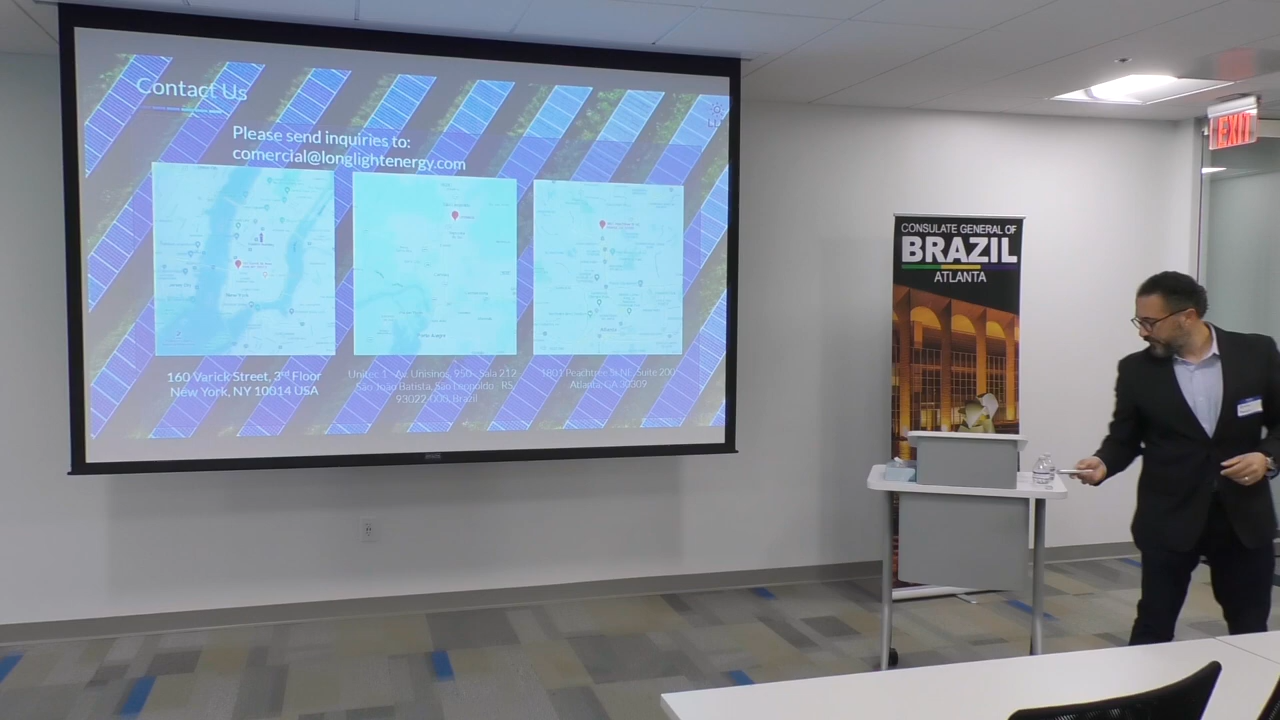 Contact Us
Please send inquiries to:
comercial@longlightenergy.com
160 Varick Street, 3rd Floor
New York, NY 10014 USA
Unitec 1 - Av. Unisinos, 950 - Sala 212
São João Batista, São Leopoldo - RS,
93022-000, Brazil
1801 Peachtree St NE, Suite 200
Atlanta, GA 30309
CONSULATE GENERAL OF
BRAZIL
ATLANTA
EXIT